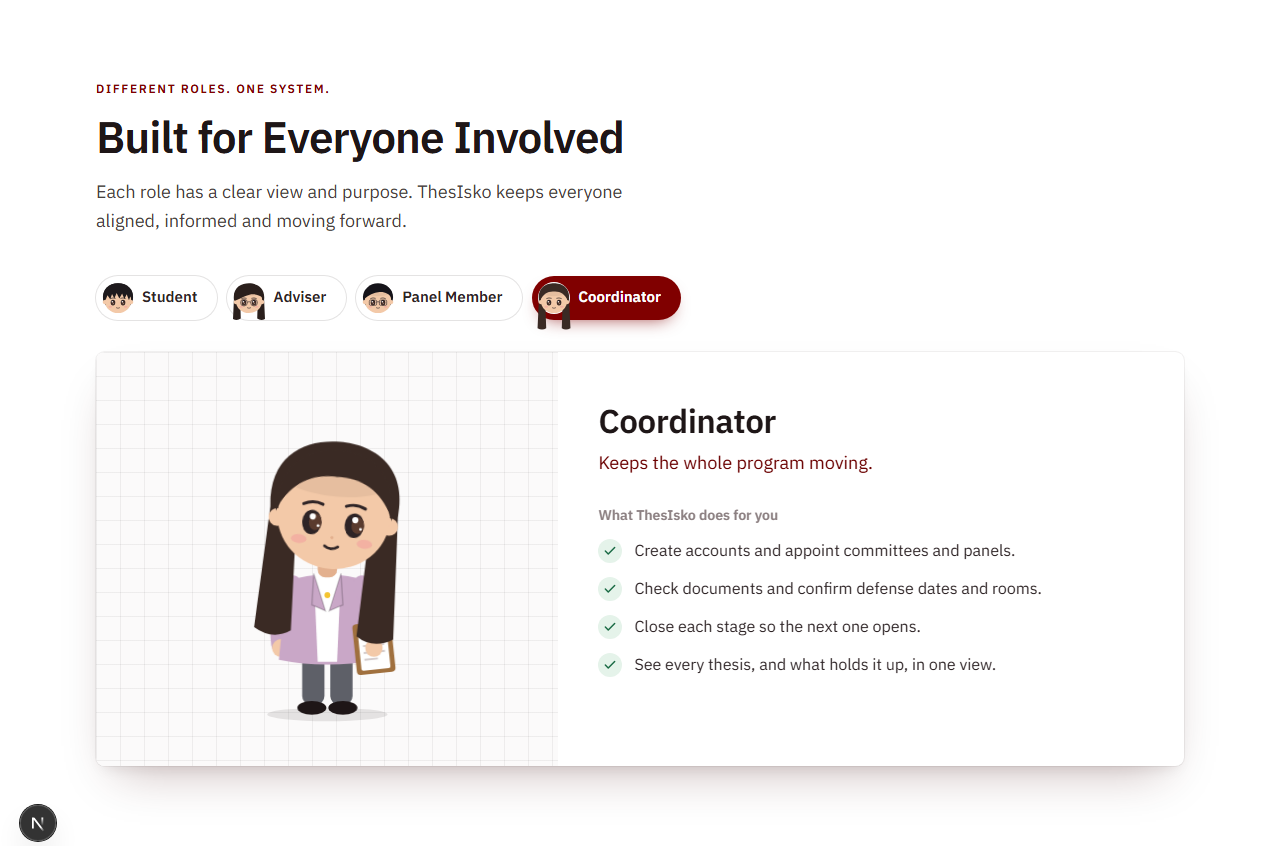 DIFFERENT ROLES. ONE SYSTEM.
Built for Everyone Involved
Each role has a clear view and purpose. ThesIsko keeps everyone
aligned, informed and moving forward.
Student
Adviser
Panel Member
Coordinator
Coordinator
Keeps the whole program moving.
What ThesIsko does for you
Create accounts and appoint committees and panels.
Check documents and confirm defense dates and rooms.
Close each stage so the next one opens.
See every thesis, and what holds it up, in one view.
N